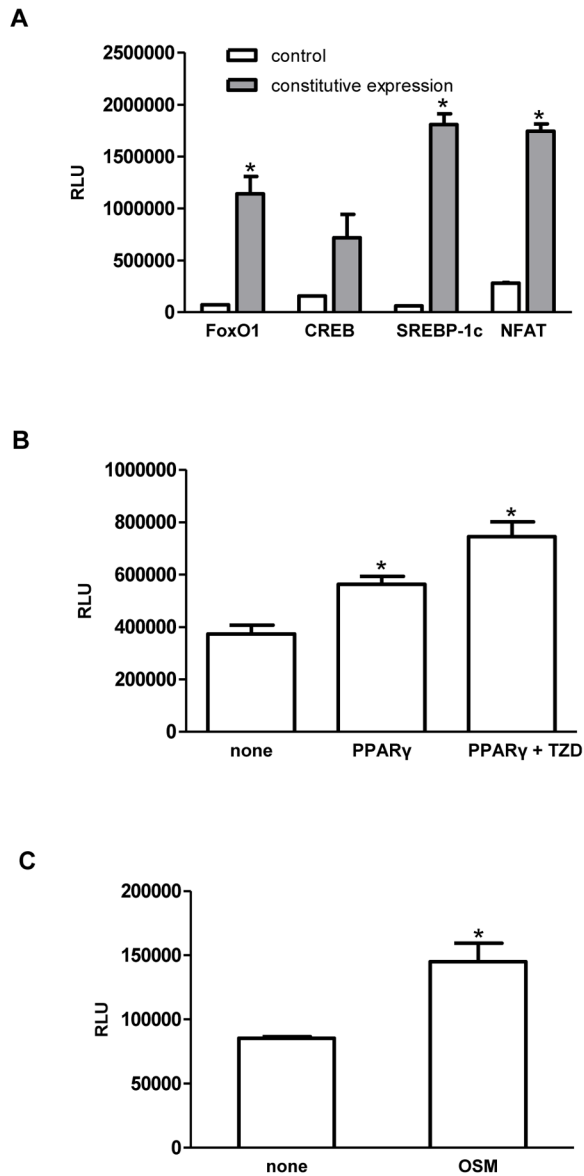 A
2500000
2000000
1500000
1000000
500000
0
RLU
control
constitutive expression
* * *
FoxO1 CREB SREBP-1c NFAT
B
1000000
800000
600000
400000
200000
0
RLU
* *
none PPARγ PPARγ + TZD
C
200000
150000
100000
50000
0
RLU
*
none OSM